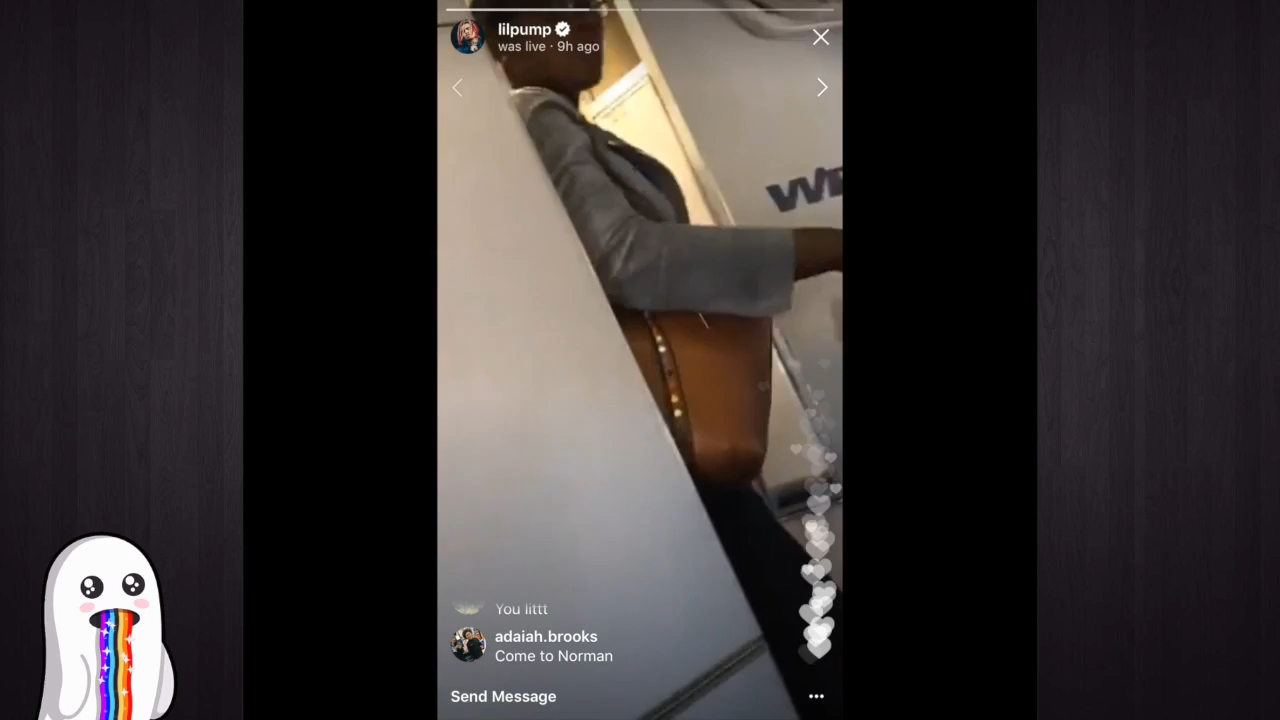 lilpump
was live · 9h ago
You littt
adaiah.brooks
Come to Norman
Send Message